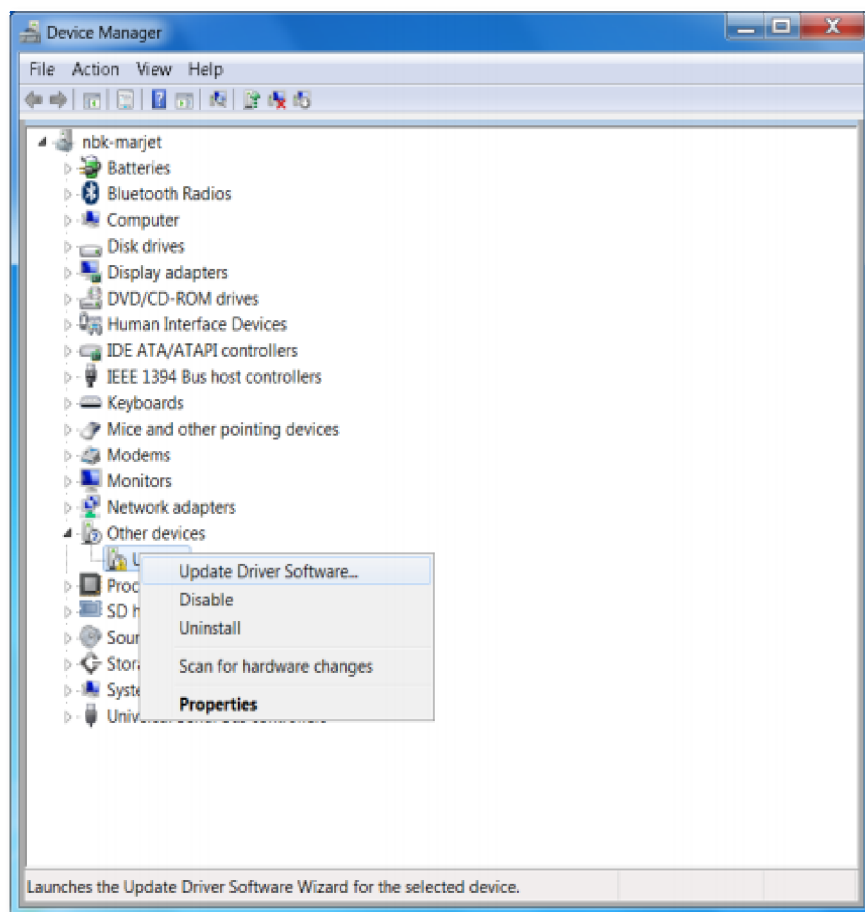 Device Manager
File Action View Help
nbk-marjet
Batteries
Bluetooth Radios
Computer
Disk drives
Display adapters
DVD/CD-ROM drives
Human Interface Devices
IDE ATA/ATAPI controllers
IEEE 1394 Bus host controllers
Keyboards
Mice and other pointing devices
Modems
Monitors
Network adapters
Other devices
Update Driver Software...
Disable
Uninstall
Scan for hardware changes
Properties
Launches the Update Driver Software Wizard for the selected device.